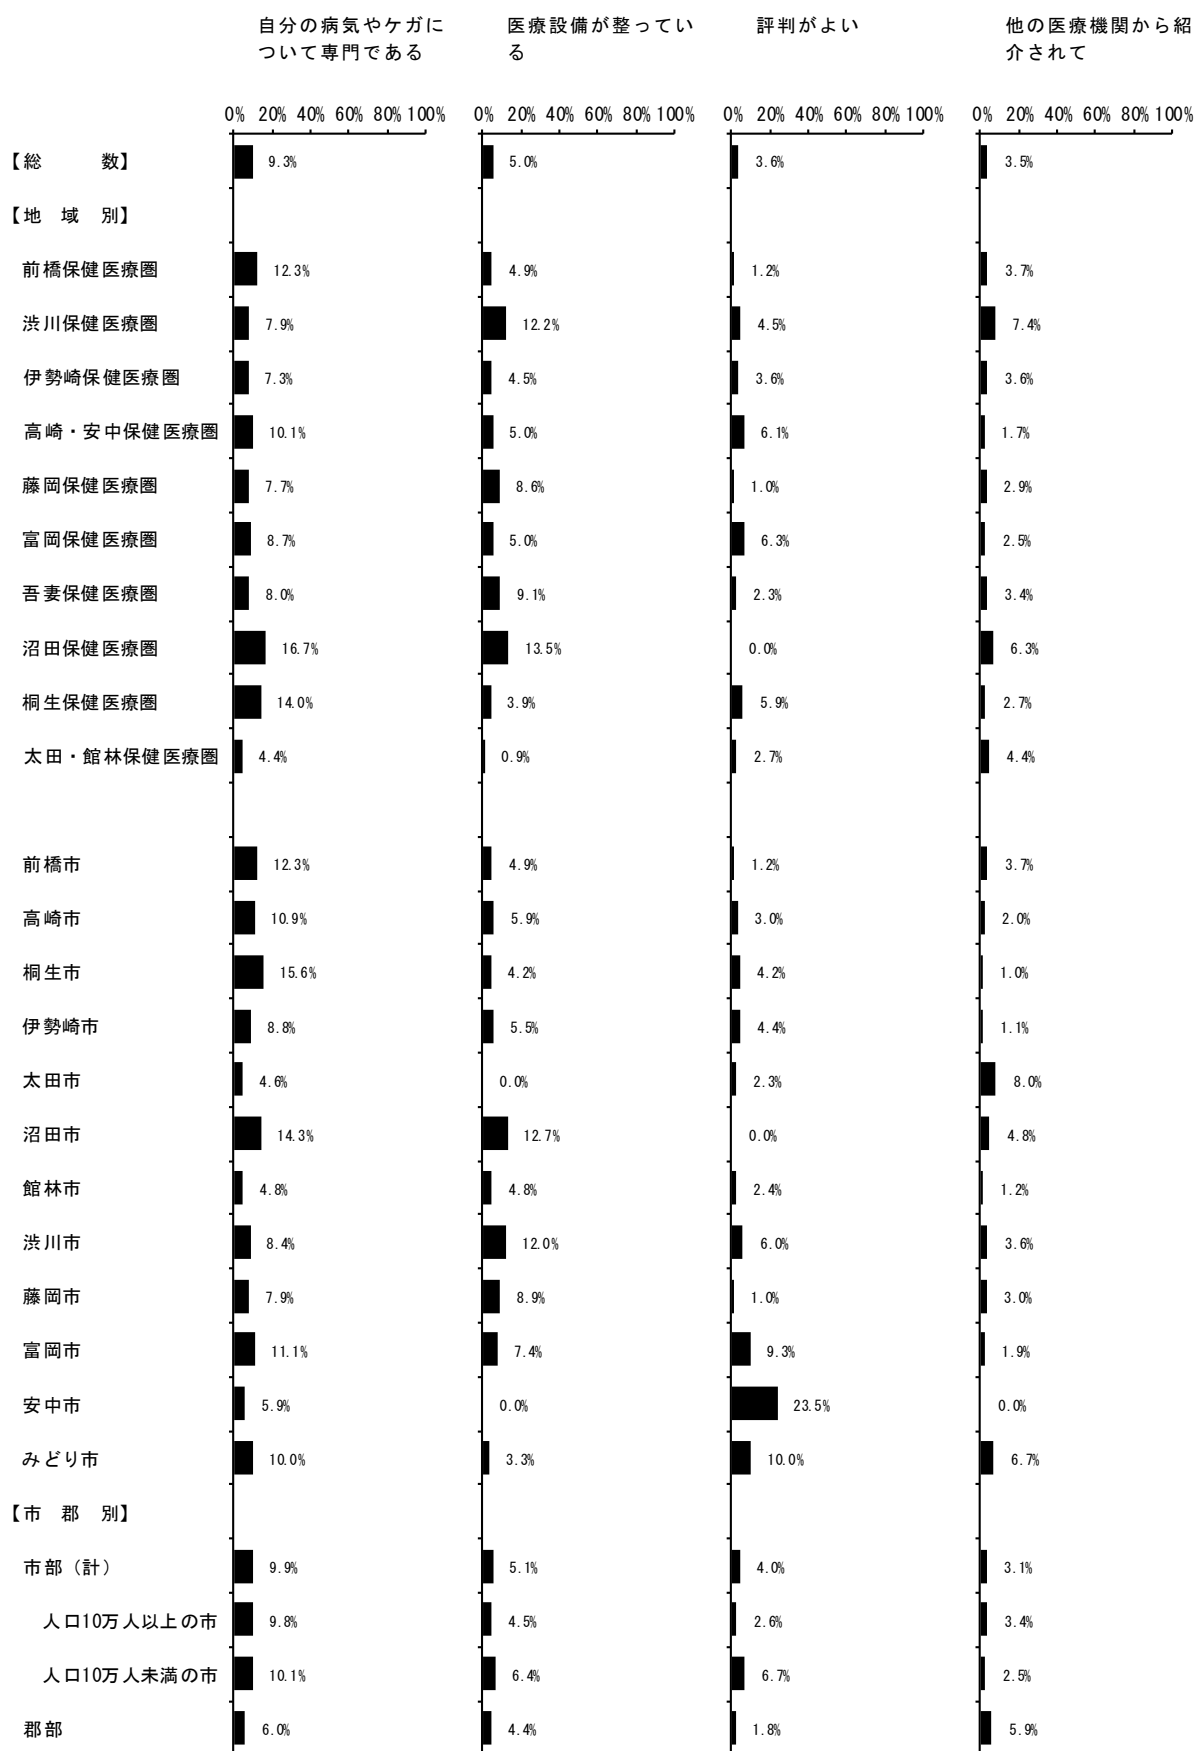 自分の病気やケガに 医療設備が整ってい 評判がよい 他の医療機関から紹
ついて専門である る 介されて
0% 20% 40% 60% 80% 100% 0% 20% 40% 60% 80% 100% 0% 20% 40% 60% 80% 100% 0% 20% 40% 60% 80% 100%
【総　　数】 9.3% 5.0% 3.6% 3.5%
【地　域　別】
前橋保健医療圏 12.3% 4.9% 1.2% 3.7%
渋川保健医療圏 7.9% 12.2% 4.5% 7.4%
伊勢崎保健医療圏 7.3% 4.5% 3.6% 3.6%
高崎・安中保健医療圏 10.1% 5.0% 6.1% 1.7%
藤岡保健医療圏 7.7% 8.6% 1.0% 2.9%
富岡保健医療圏 8.7% 5.0% 6.3% 2.5%
吾妻保健医療圏 8.0% 9.1% 2.3% 3.4%
沼田保健医療圏 16.7% 13.5% 0.0% 6.3%
桐生保健医療圏 14.0% 3.9% 5.9% 2.7%
太田・館林保健医療圏 4.4% 0.9% 2.7% 4.4%
前橋市 12.3% 4.9% 1.2% 3.7%
高崎市 10.9% 5.9% 3.0% 2.0%
桐生市 15.6% 4.2% 4.2% 1.0%
伊勢崎市 8.8% 5.5% 4.4% 1.1%
太田市 4.6% 0.0% 2.3% 8.0%
沼田市 14.3% 12.7% 0.0% 4.8%
館林市 4.8% 4.8% 2.4% 1.2%
渋川市 8.4% 12.0% 6.0% 3.6%
藤岡市 7.9% 8.9% 1.0% 3.0%
富岡市 11.1% 7.4% 9.3% 1.9%
安中市 5.9% 0.0% 23.5% 0.0%
みどり市 10.0% 3.3% 10.0% 6.7%
【市　郡　別】
市部（計） 9.9% 5.1% 4.0% 3.1%
人口10万人以上の市 9.8% 4.5% 2.6% 3.4%
人口10万人未満の市 10.1% 6.4% 6.7% 2.5%
郡部 6.0% 4.4% 1.8% 5.9%